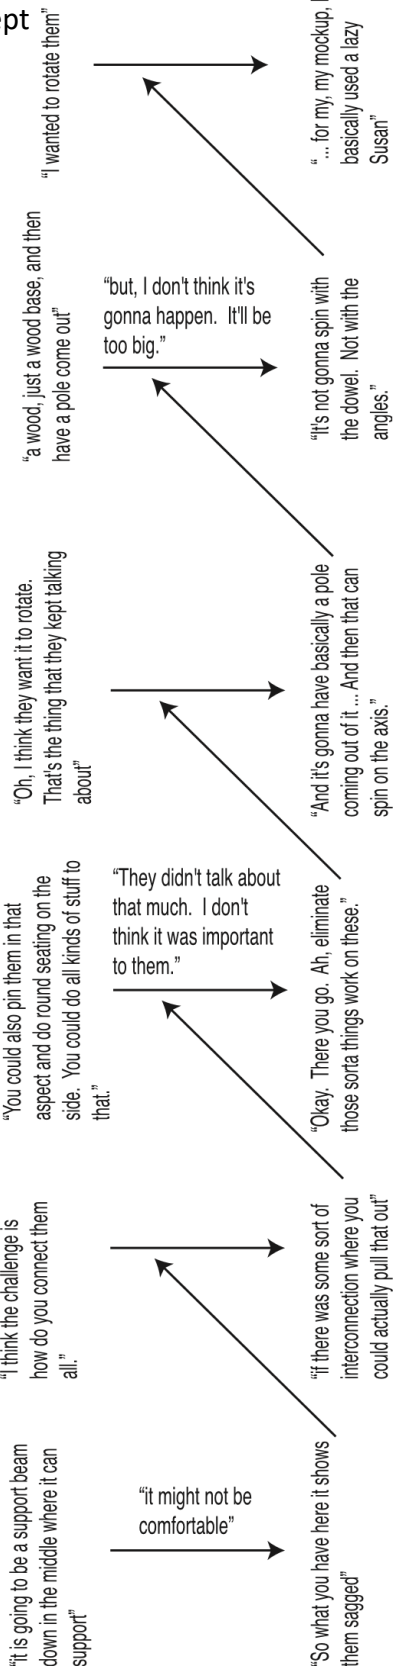 ept
“I wanted to rotate them”
“... for my, my mockup, I
basically used a lazy
Susan”
“a wood, just a wood base, and then
have a pole come out”
“but, I don't think it's
gonna happen.  It'll be
too big.”
“It's not gonna spin with
the dowel.  Not with the
angles.”
“Oh, I think they want it to rotate.
That's the thing that they kept talking
about”
“And it's gonna have basically a pole
coming out of it ... And then that can
spin on the axis.”
“You could also pin them in that
aspect and do round seating on the
side.  You could do all kinds of stuff to
that.”
“They didn't talk about
that much.  I don't
think it was important
to them.”
“Okay.  There you go.  Ah, eliminate
those sorta things work on these.”
“I think the challenge is
how do you connect them
all.”
“if there was some sort of
interconnection where you
could actually pull that out”
“it is going to be a support beam
down in the middle where it can
support”
“it might not be
comfortable”
“So what you have here it shows
them sagged”